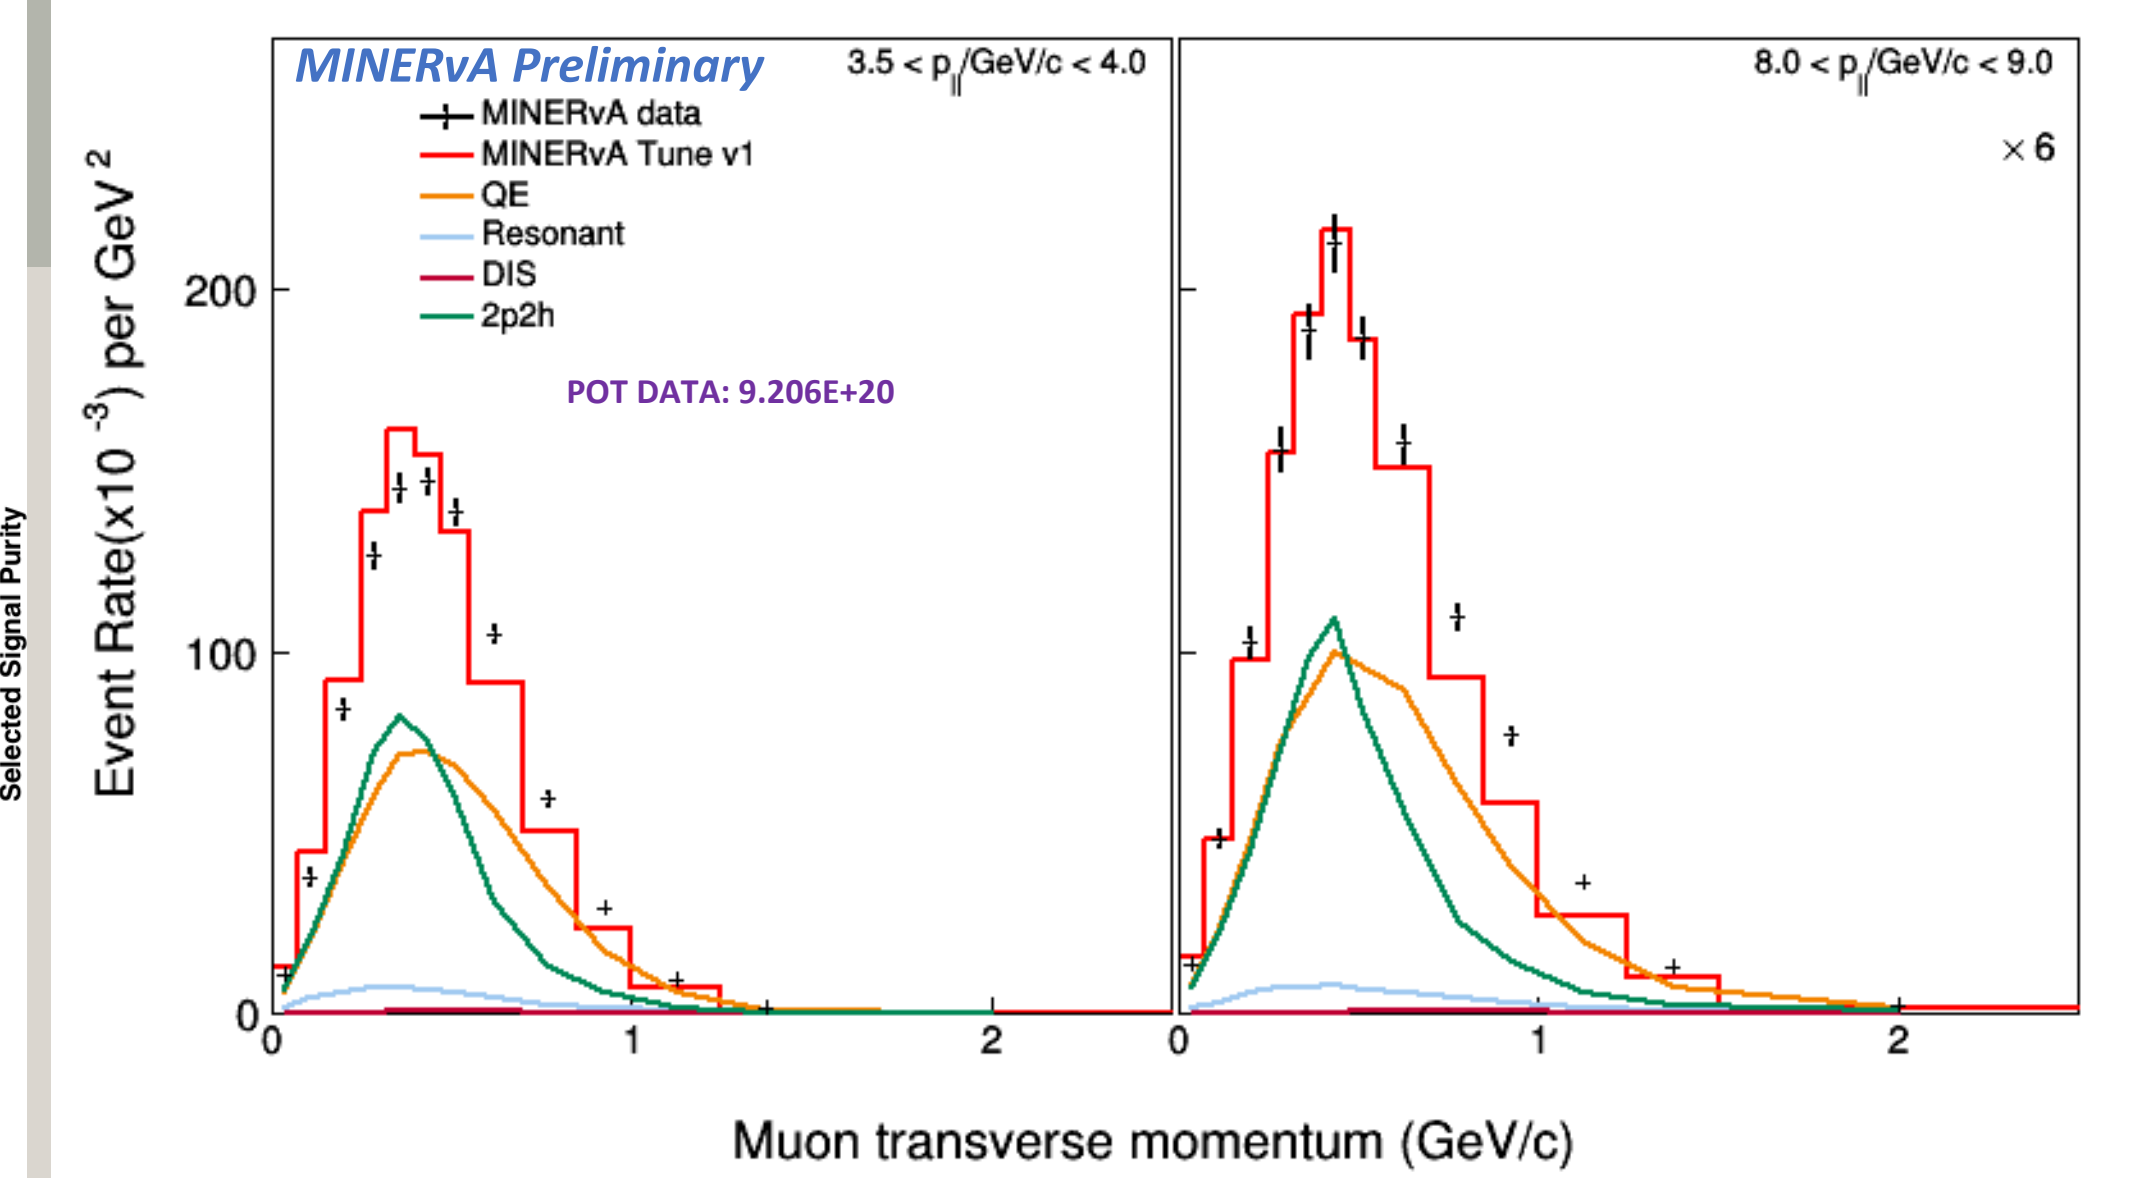 Selected Signal Purity
Event Rate(x10 -3) per GeV 2
MINERvA Preliminary
3.5 < p||/GeV/c < 4.0
MINERvA data
MINERvA Tune v1
QE
Resonant
DIS
2p2h
POT DATA: 9.206E+20
8.0 < p||/GeV/c < 9.0
× 6
200
100
0
0 1 2
0 1 2
Muon transverse momentum (GeV/c)